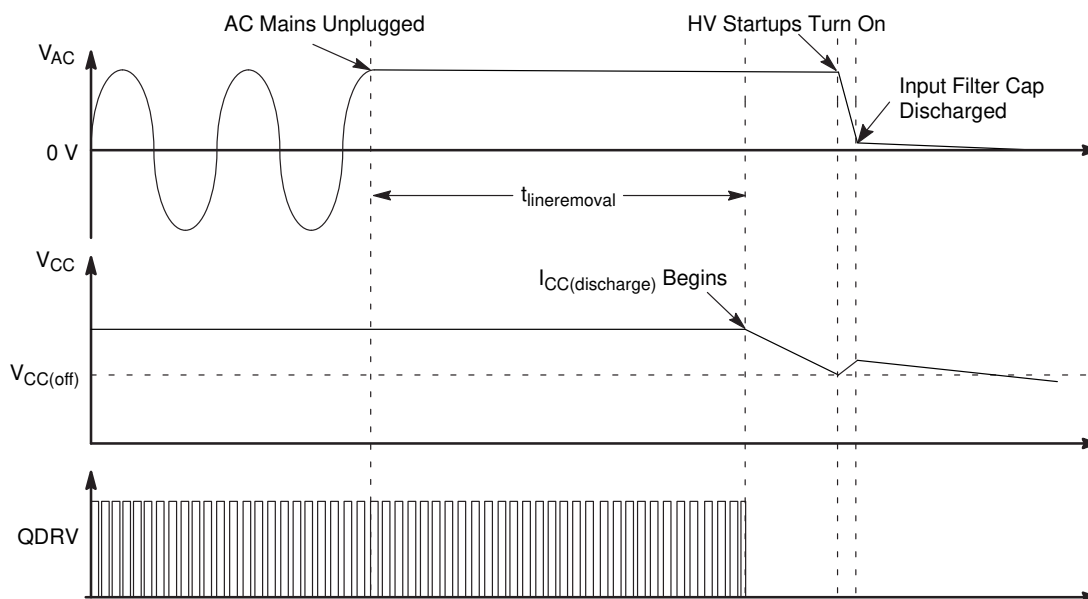 AC Mains Unplugged
HV Startups Turn On
VAC
Input Filter Cap
Discharged
0 V
tlineremoval
VCC
ICC(discharge) Begins
VCC(off)
QDRV